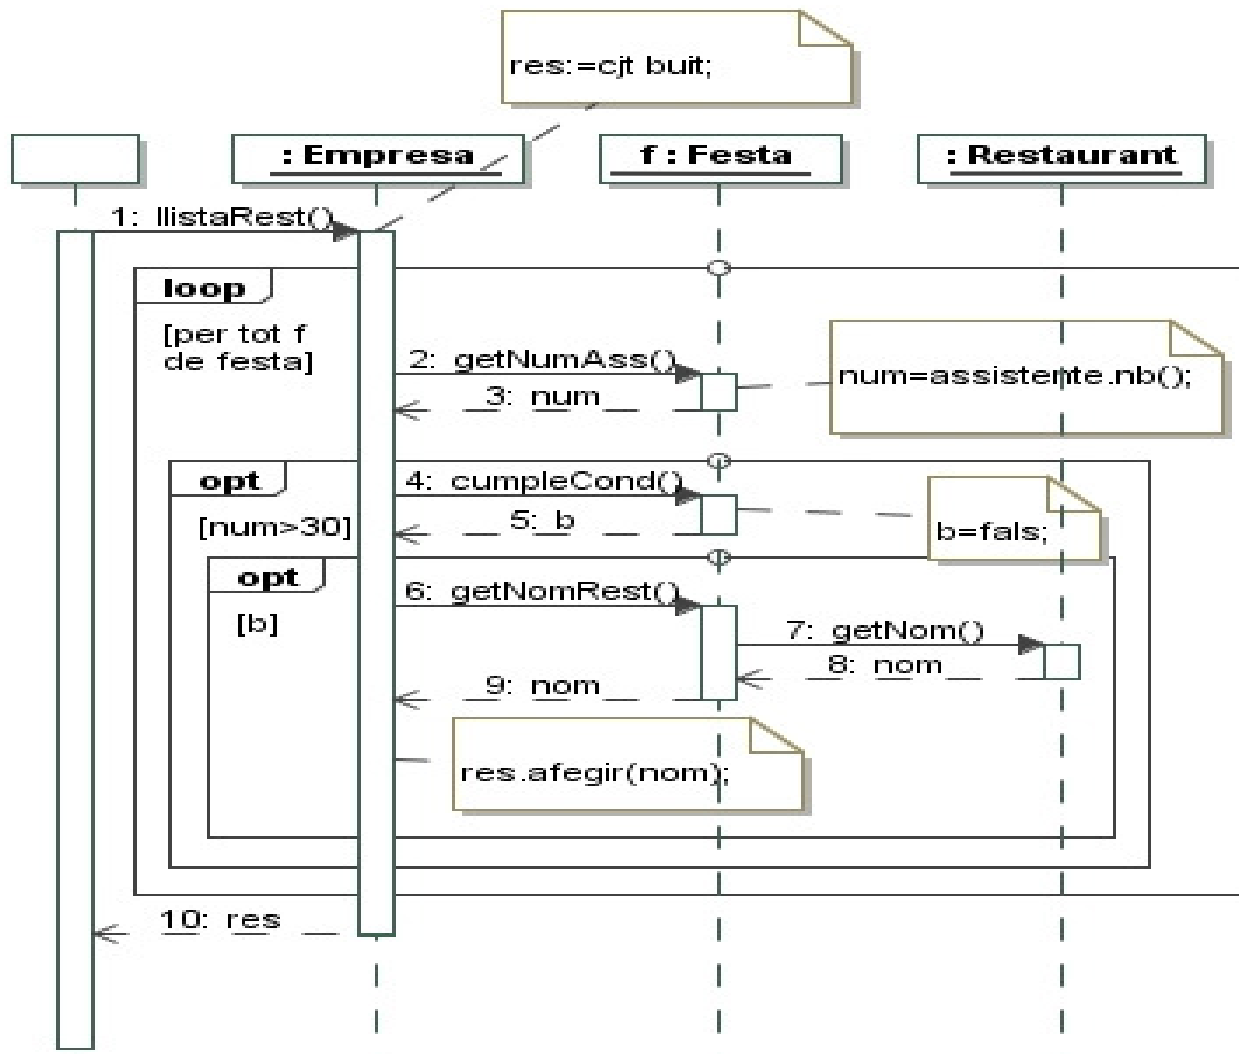 res:=cjt buit;
: Empresa
f : Festa
: Restaurant
1: llistaRest()
loop
[per tot f
de festa]
2: getNumAss()
num=assistente.nb();
3: num
opt
4: cumpleCond()
[num>30]
5: b
b=fals;
opt
6: getNomRest()
[b]
7: getNom()
8: nom
9: nom
res.afegir(nom);
10: res